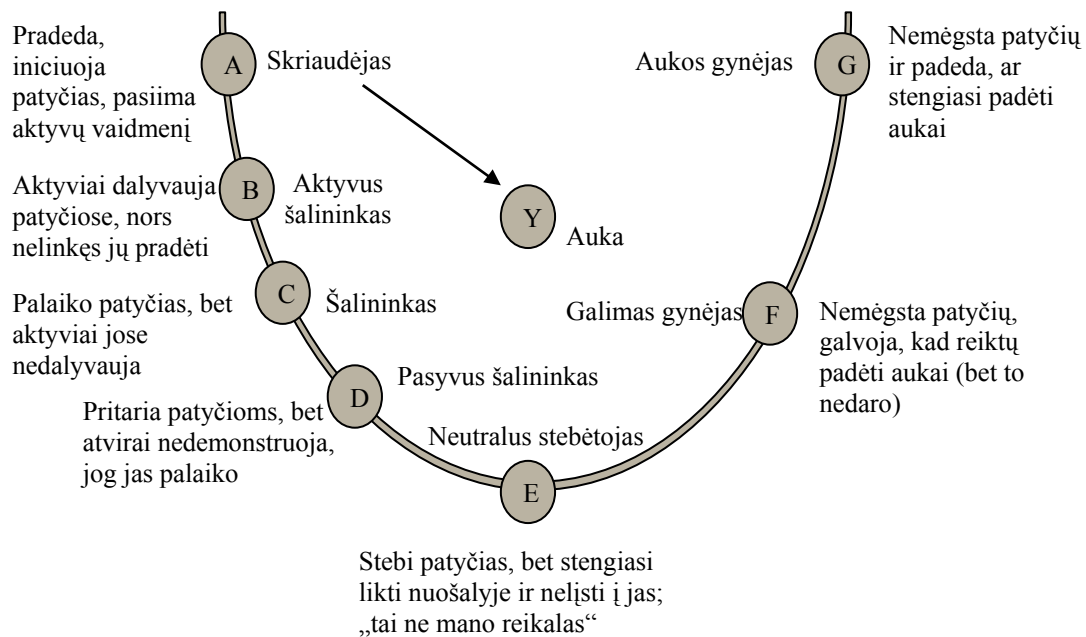 Pradeda,
iniciuoja
patyčias, pasiima
aktyvų vaidmenį
A
Skriaudėjas
Aukos gynėjas
G
Nemėgsta patyčių
ir padeda, ar
stengiasi padėti
aukai
Aktyviai dalyvauja
patyčiose, nors
nelinkęs jų pradėti
B
Aktyvus
šalininkas
Y
Auka
Palaiko patyčias, bet
aktyviai jose
nedalyvauja
C
Šalininkas
Galimas gynėjas
F
Nemėgsta patyčių,
galvoja, kad reiktų
padėti aukai (bet to
nedaro)
Pritaria patyčioms, bet
atvirai nedemonstruoja,
jog jas palaiko
D
Pasyvus šalininkas
Neutralus stebėtojas
E
Stebi patyčias, bet stengiasi
likti nuošalyje ir nelįsti į jas;
„tai ne mano reikalas“